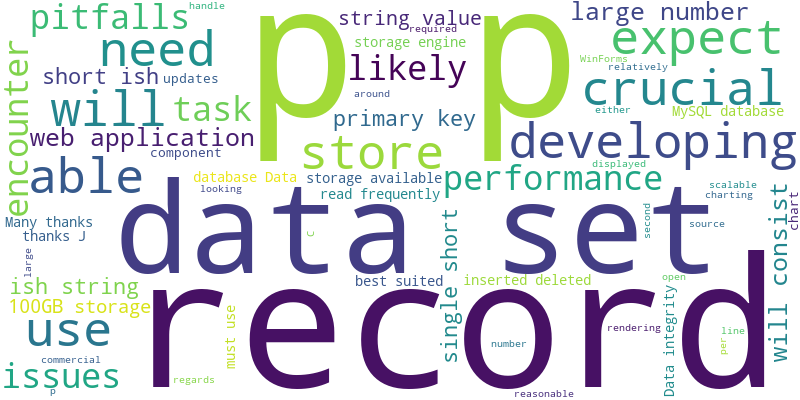 pitfalls
handle
p p
string value
required
large number
need
storage engine
expect
likely
WinForms
relatively
short ish
updates
encounter
around
crucial
will
task
either
MySQL database
primary key
web application
store
developing
component
able
displayed
database Data
storage available
performance
looking
read frequently
scalable
charting
data set
Many thanks
thanks J
C
single short
second
source
will consist
chart
large
ish string
best suited
inserted deleted
open
100GB storage
record
Data integrity
use
must use
rendering
line
number
per
commercial
issues
regards
p
reasonable